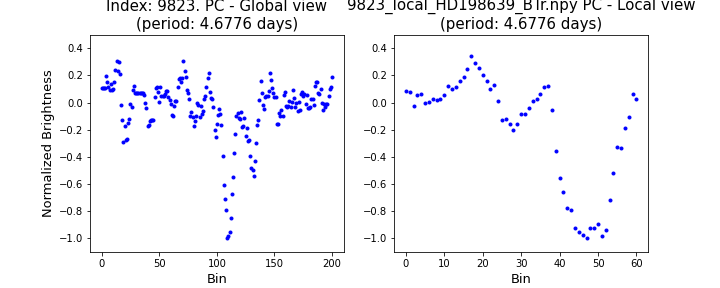 Index: 9823. PC - Global view
(period: 4.6776 days)
9823_local_HD198639_BTr.npy PC - Local view
(period: 4.6776 days)
Normalized Brightness
0.4
0.2
0.0
−0.2
−0.4
−0.6
−0.8
−1.0
0 50 100 150 200
Bin
0.4
0.2
0.0
−0.2
−0.4
−0.6
−0.8
−1.0
0 10 20 30 40 50 60
Bin